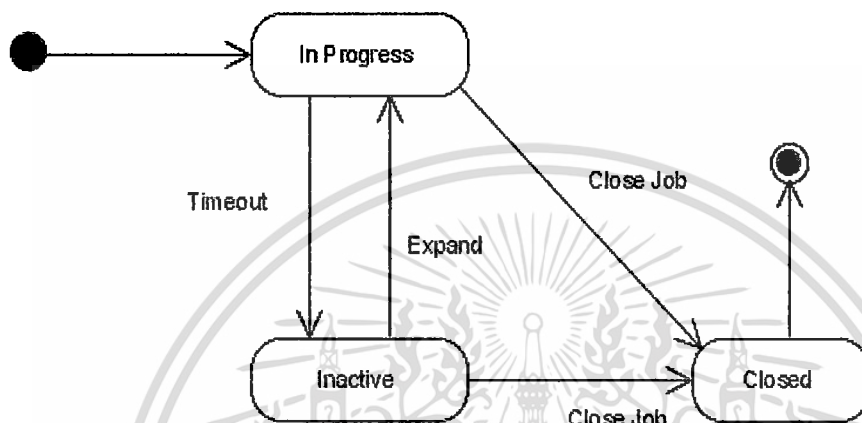 In Progress
Timeout
Close Job
Expand
Inactive
Closed
Close Job